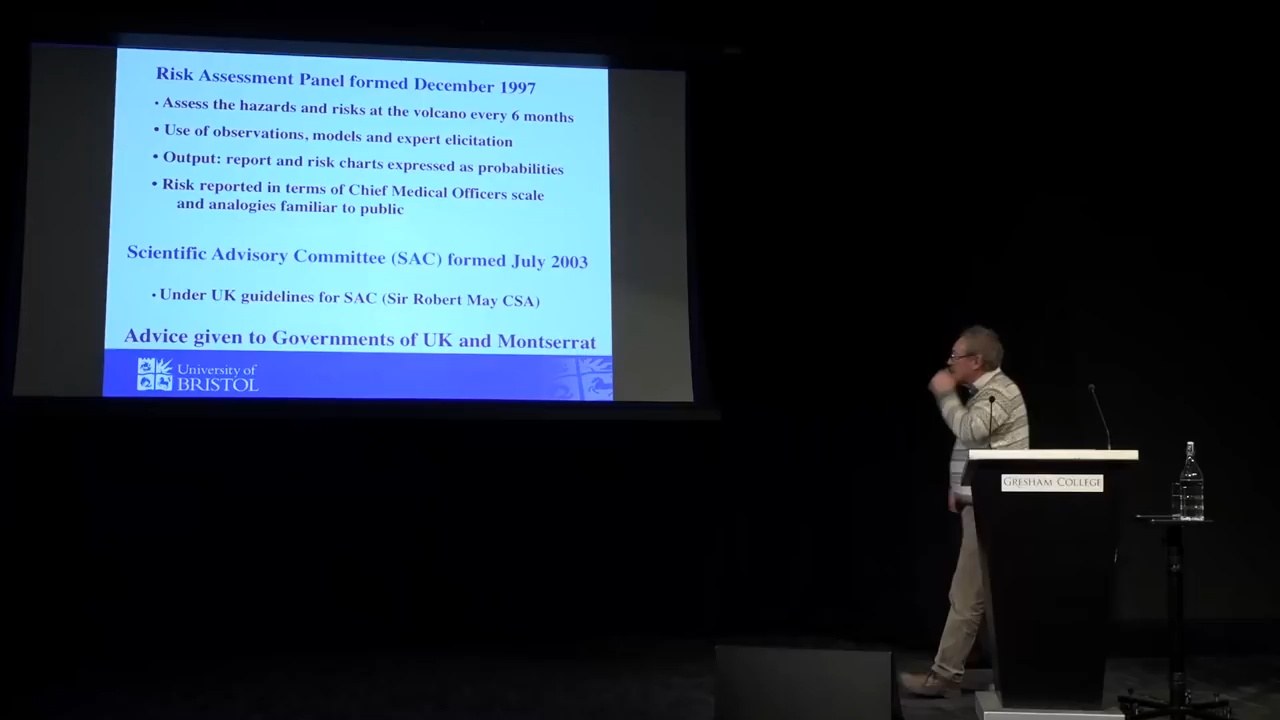 Risk Assessment Panel formed December 1997
• Assess the hazards and risks at the volcano every 6 months
• Use of observations, models and expert elicitation
• Output: report and risk charts expressed as probabilities
• Risk reported in terms of Chief Medical Officers scale
and analogies familiar to public
Scientific Advisory Committee (SAC) formed July 2003
• Under UK guidelines for SAC (Sir Robert May CSA)
Advice given to Governments of UK and Montserrat
University of
BRISTOL
GRESHAM COLLEGE